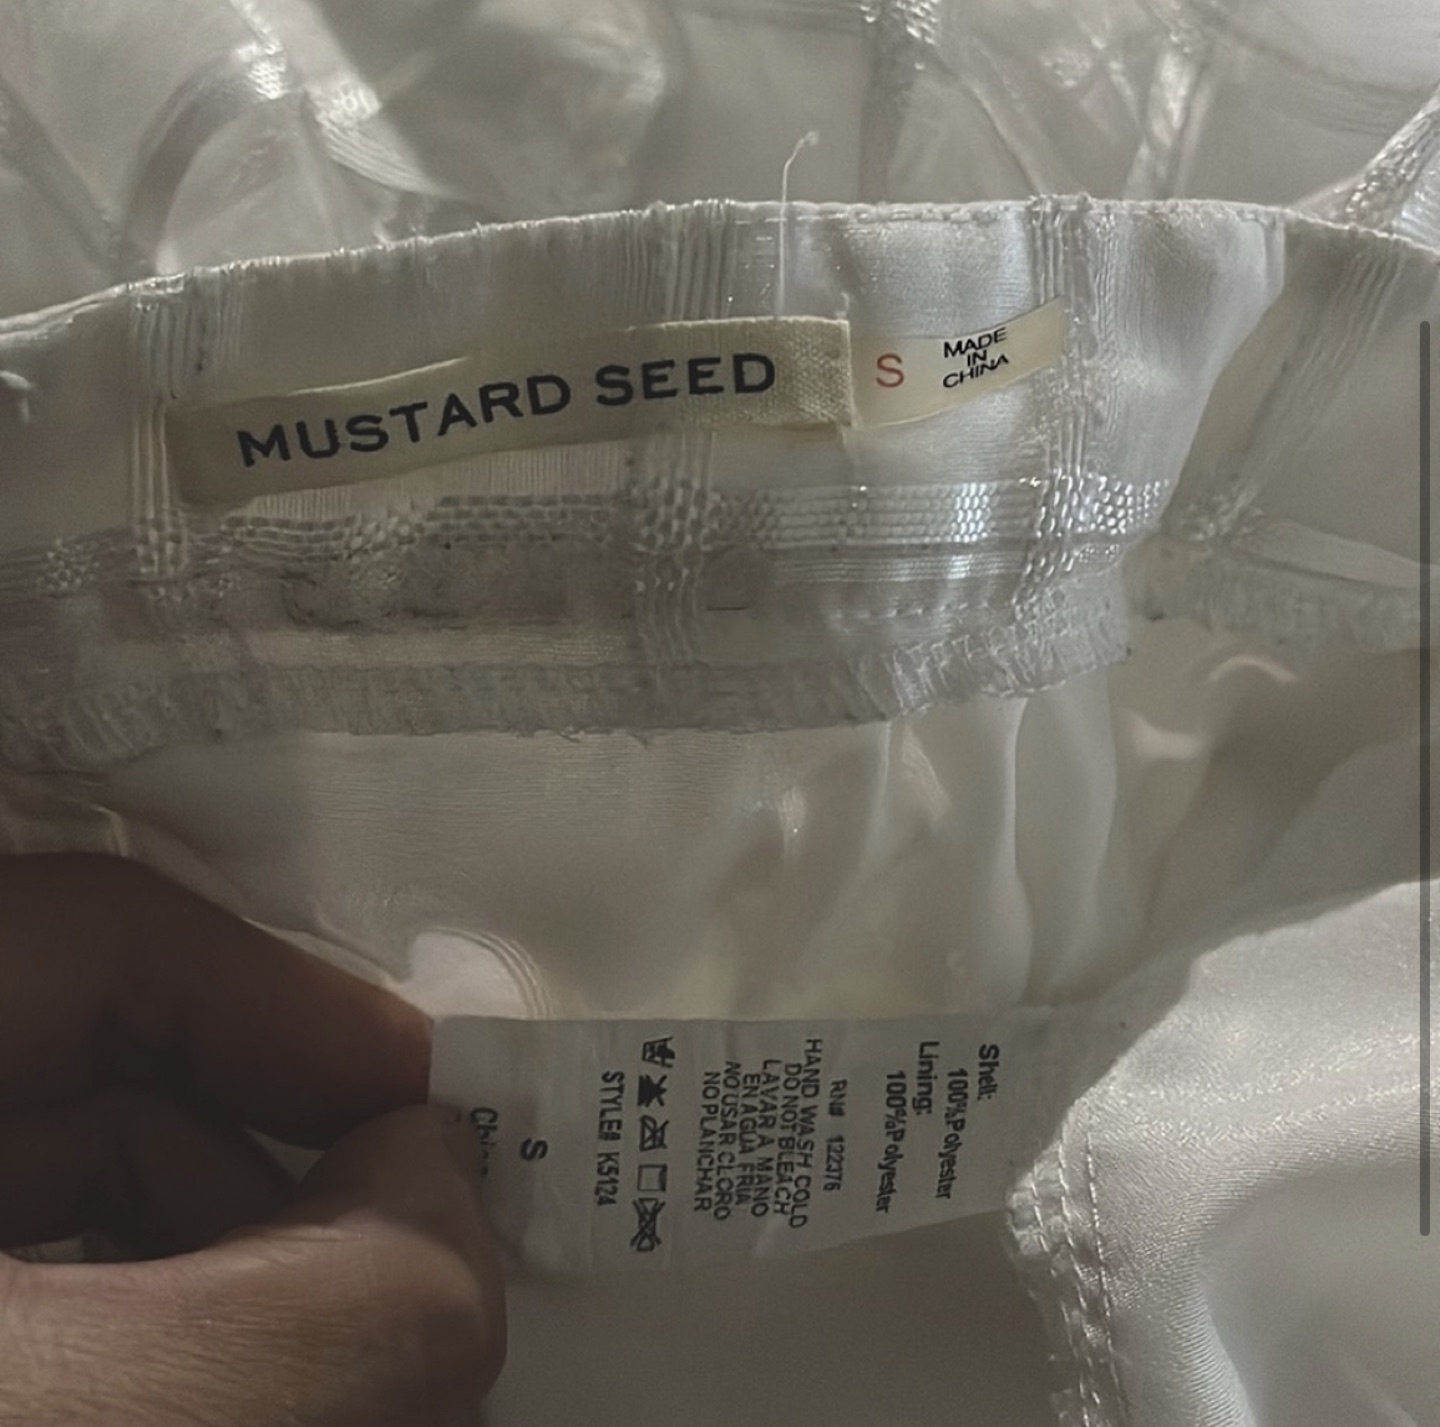 MUSTARD SEED
S
MADE
IN
CHINA
Shell:
100%Polyester
Lining:
100%Polyester
RN# 122376
HAND WASH COLD
DO NOT BLEACH
LAVAR A MANO
EN AGUA FRIA
NO USAR CLORO
NO PLANCHAR
STYLE# K5124
S